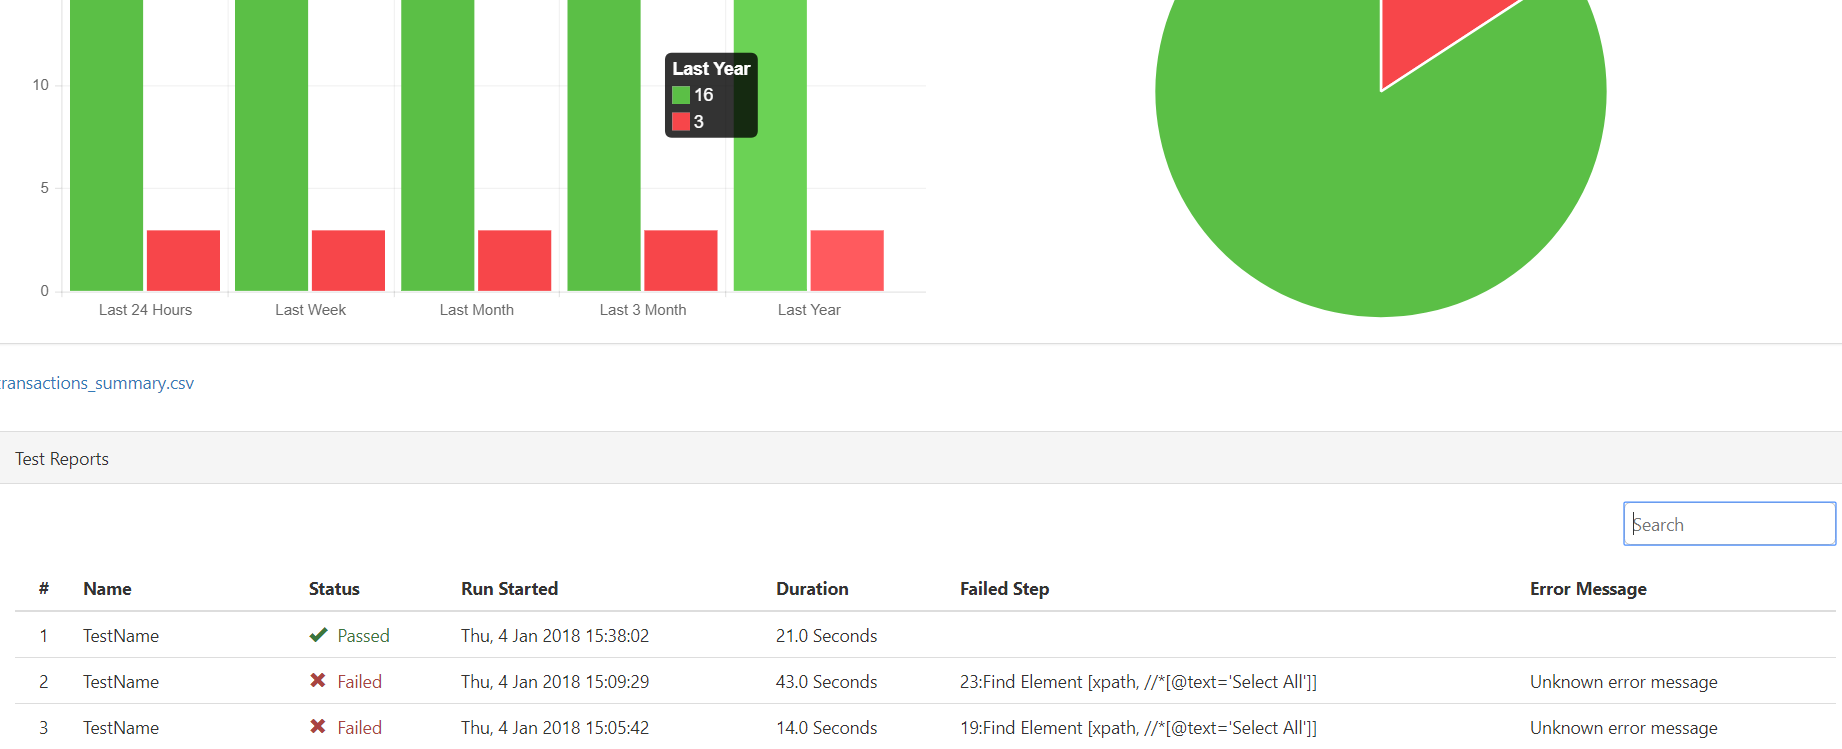 10
5
0
Last Year
16
3
Last 24 Hours Last Week Last Month Last 3 Month Last Year
transactions_summary.csv
Test Reports
Search
# Name Status Run Started Duration Failed Step Error Message
1 TestName Passed Thu, 4 Jan 2018 15:38:02 21.0 Seconds
2 TestName Failed Thu, 4 Jan 2018 15:09:29 43.0 Seconds 23:Find Element [xpath, //*[@text='Select All']] Unknown error message
3 TestName Failed Thu, 4 Jan 2018 15:05:42 14.0 Seconds 19:Find Element [xpath, //*[@text='Select All']] Unknown error message